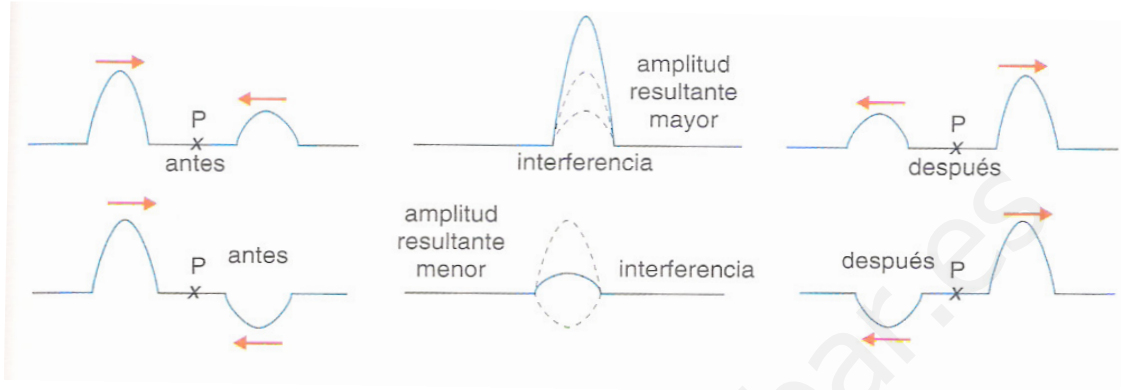 amplitud
resultante
mayor
P
P
P
antes
interferencia
después
amplitud
resultante
menor
P
antes
interferencia
después
P